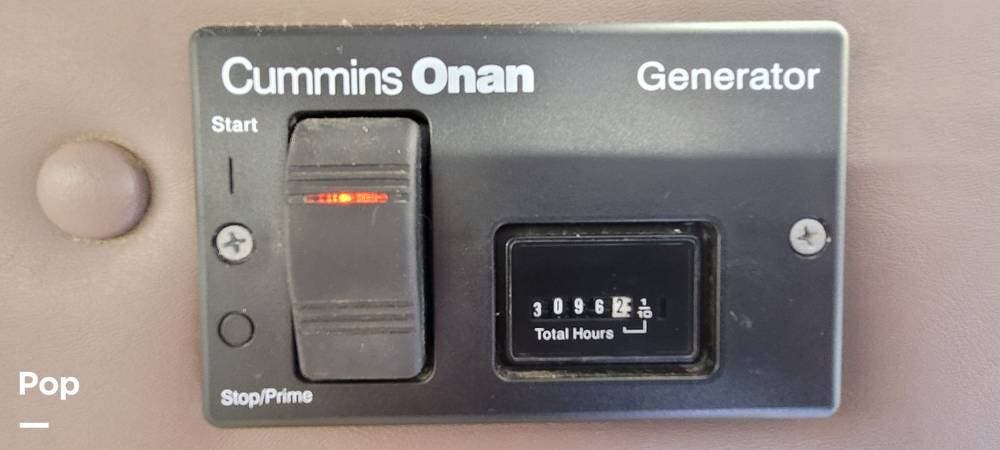 Cummins Onan
Generator
Start
3 0 9 6 2 1/10
Total Hours
Stop/Prime
Pop